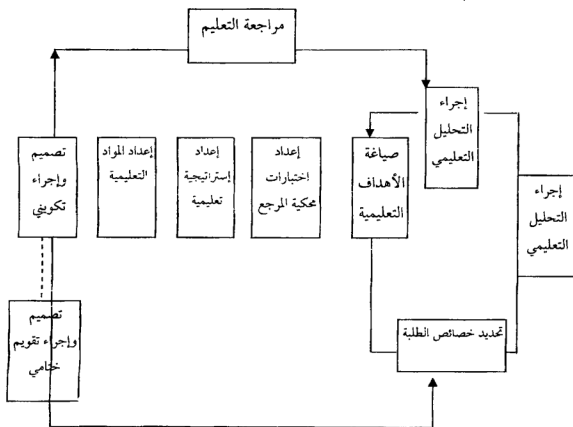 مراجعة التعليم
إجراء
التحليل
التعليمي
إجراء
التحليل
التعليمي
صياغة
الأهداف
التعليمية
إعداد
اختبارات
محكية المرجع
إعداد
إستراتيجية
تعليمية
إعداد المواد
التعليمية
تصميم
وإجراء
تكويني
تحديد خصائص الطلبة
تصميم
وإجراء تقويم
ختامي